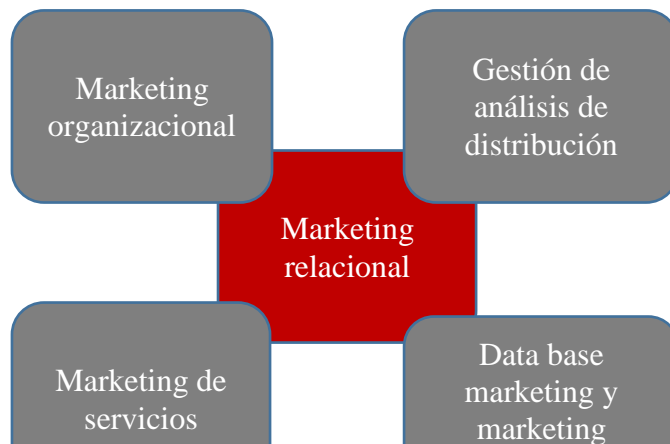 Marketing
organizacional
Gestión de
análisis de
distribución
Marketing
relacional
Marketing de
servicios
Data base
marketing y
marketing